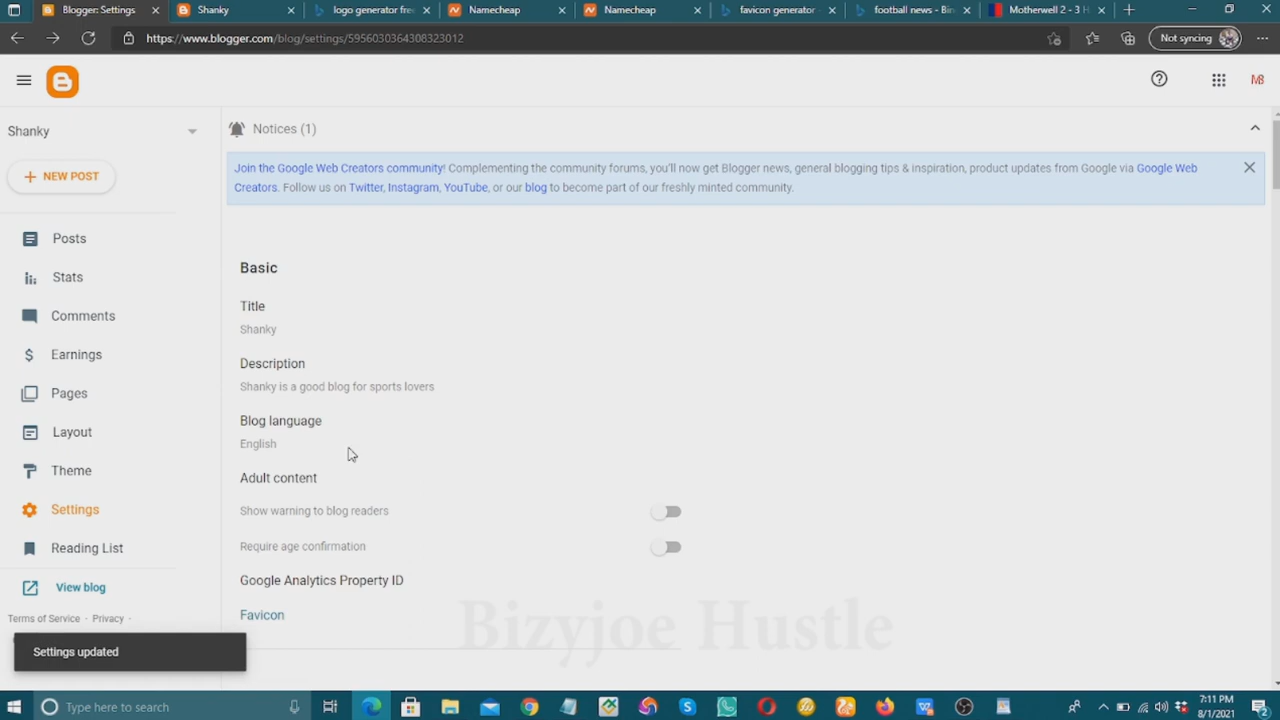 Blogger: Settings
Shanky
logo generator fre
Namecheap
Namecheap
favicon generator -
football news - Bin
Motherwell 2 - 3 H
https://www.blogger.com/blog/settings/5956030364308323012
Not syncing
Shanky
NEW POST
Posts
Stats
Comments
Earnings
Pages
Layout
Theme
Settings
Reading List
View blog
Terms of Service · Privacy ·
Settings updated
Notices (1)
Join the Google Web Creators community! Complementing the community forums, you'll now get Blogger news, general blogging tips & inspiration, product updates from Google via Google Web
Creators. Follow us on Twitter, Instagram, YouTube, or our blog to become part of our freshly minted community.
Basic
Title
Shanky
Description
Shanky is a good blog for sports lovers
Blog language
English
Adult content
Show warning to blog readers
Require age confirmation
Google Analytics Property ID
Favicon
Bizyjoe Hustle
Type here to search
7:11 PM
8/1/2021